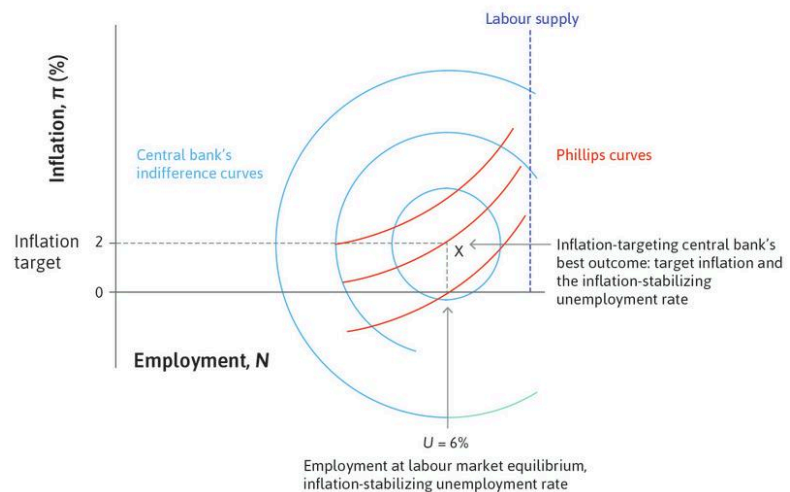 Labour supply
Inflation, π (%)
Central bank's
indifference curves
Phillips curves
Inflation
target
2
X
Inflation-targeting central bank's
best outcome: target inflation and
the inflation-stabilizing
unemployment rate
0
Employment, N
U = 6%
Employment at labour market equilibrium,
inflation-stabilizing unemployment rate